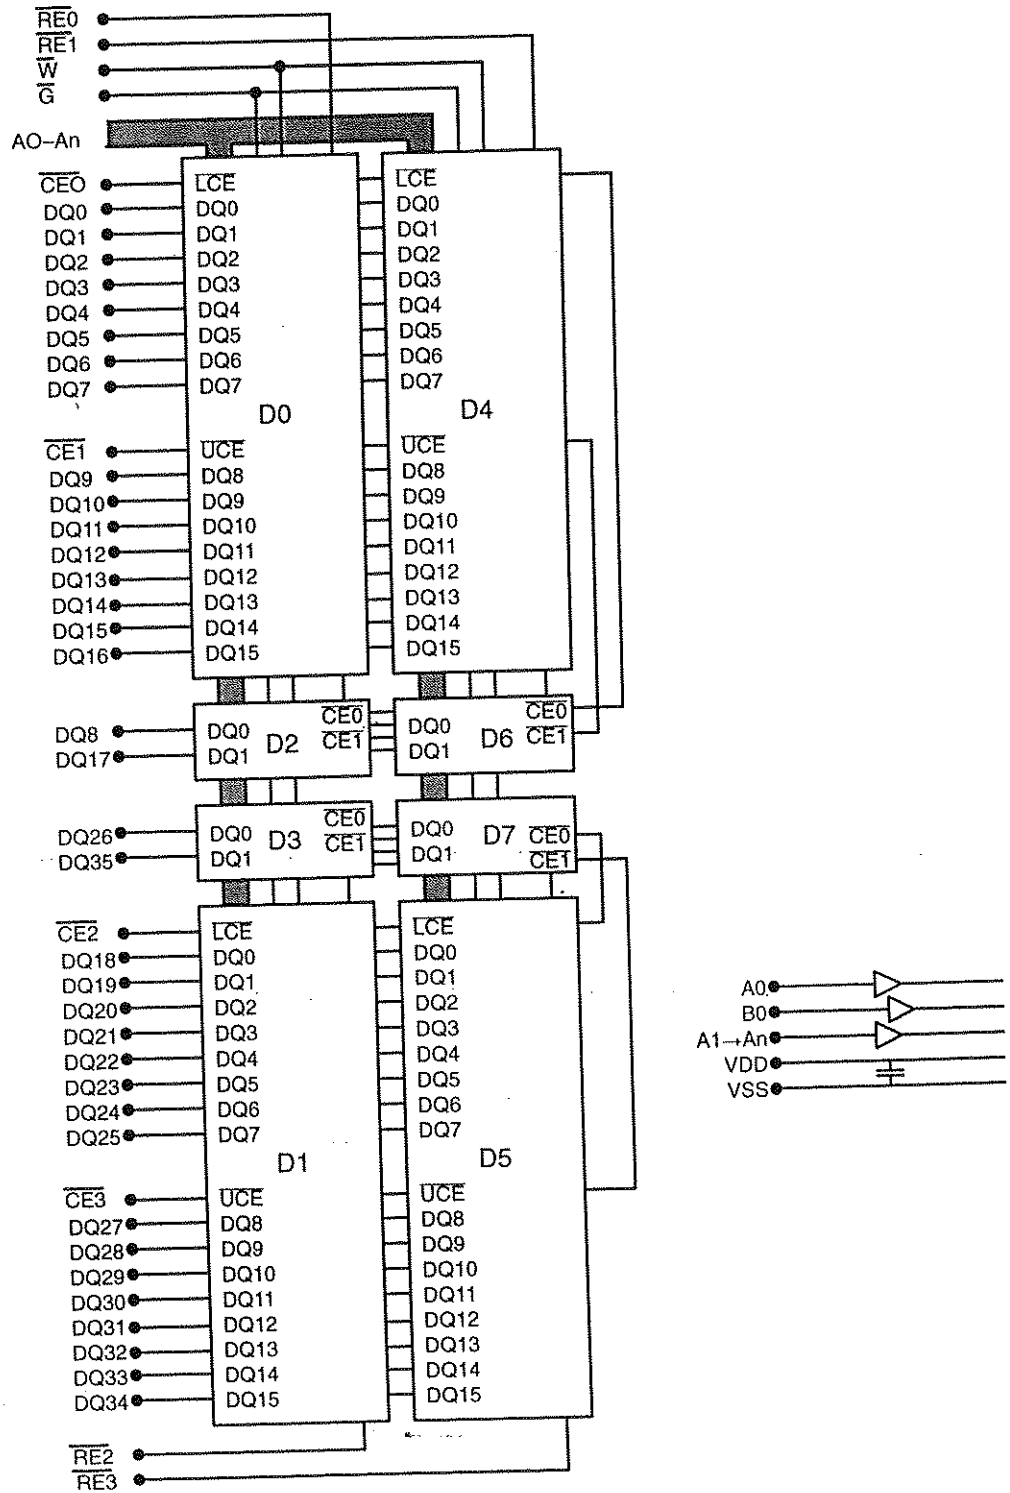 RE0
RE1
W
G
AO–An
CEO LCE LCE
DQ0 DQ0 DQ0
DQ1 DQ1 DQ1
DQ2 DQ2 DQ2
DQ3 DQ3 DQ3
DQ4 DQ4 DQ4
DQ5 DQ5 DQ5
DQ6 DQ6 DQ6
DQ7 DQ7 DQ7
D0 D4
CE1 UCE UCE
DQ9 DQ8 DQ8
DQ10 DQ9 DQ9
DQ11 DQ10 DQ10
DQ12 DQ11 DQ11
DQ13 DQ12 DQ12
DQ14 DQ13 DQ13
DQ15 DQ14 DQ14
DQ16 DQ15 DQ15
CE0 CE0
DQ8 DQ0 D2 CE1 DQ0 D6 CE1
DQ17 DQ1 DQ1
CE0
DQ26 DQ0 D3 CE1 DQ0 D7 CE0
DQ35 DQ1 DQ1 CE1
CE2 LCE LCE
DQ18 DQ0 DQ0
DQ19 DQ1 DQ1
DQ20 DQ2 DQ2
DQ21 DQ3 DQ3
DQ22 DQ4 DQ4
DQ23 DQ5 DQ5
DQ24 DQ6 DQ6
DQ25 DQ7 DQ7
D1 D5
CE3 UCE UCE
DQ27 DQ8 DQ8
DQ28 DQ9 DQ9
DQ29 DQ10 DQ10
DQ30 DQ11 DQ11
DQ31 DQ12 DQ12
DQ32 DQ13 DQ13
DQ33 DQ14 DQ14
DQ34 DQ15 DQ15
RE2
RE3
A0
B0
A1→An
VDD
VSS